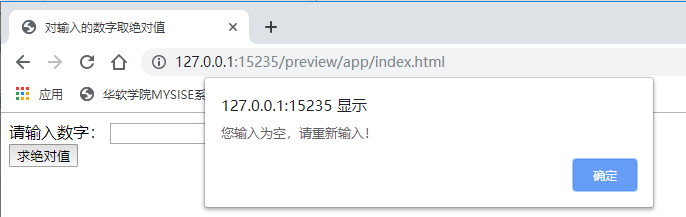 对输入的数字取绝对值
127.0.0.1:15235/preview/app/index.html
应用 华软学院MYSISE系
127.0.0.1:15235 显示
您输入为空，请重新输入！
确定
请输入数字：
求绝对值